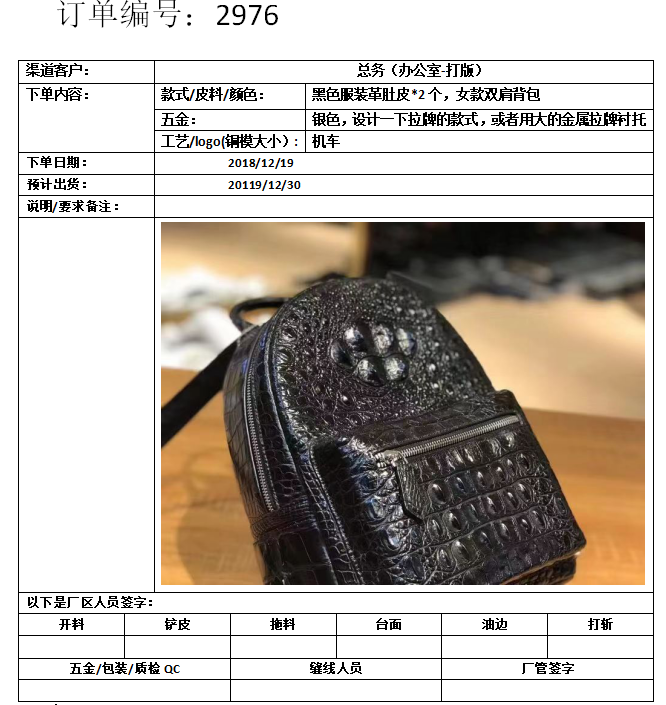 订单编号：2976
渠道客户： 总务（办公室-打版）
下单内容： 款式/皮料/颜色： 黑色服装革肚皮*2个，女款双肩背包
五金： 银色，设计一下拉牌的款式，或者用大的金属拉牌衬托
工艺/logo(铜模大小）： 机车
下单日期： 2018/12/19
预计出货： 20119/12/30
说明/要求备注：
以下是厂区人员签字：
开料 铲皮 拖料 台面 油边 打斩
五金/包装/质检 QC 缝线人员 厂管签字